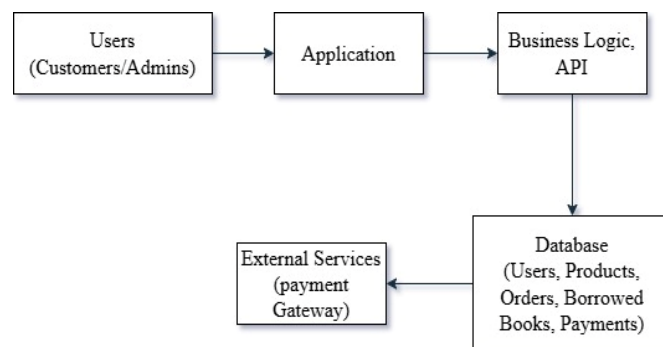 Users
(Customers/Admins)
Application
Business Logic,
API
Database
(Users, Products,
Orders, Borrowed
Books, Payments)
External Services
(payment
Gateway)